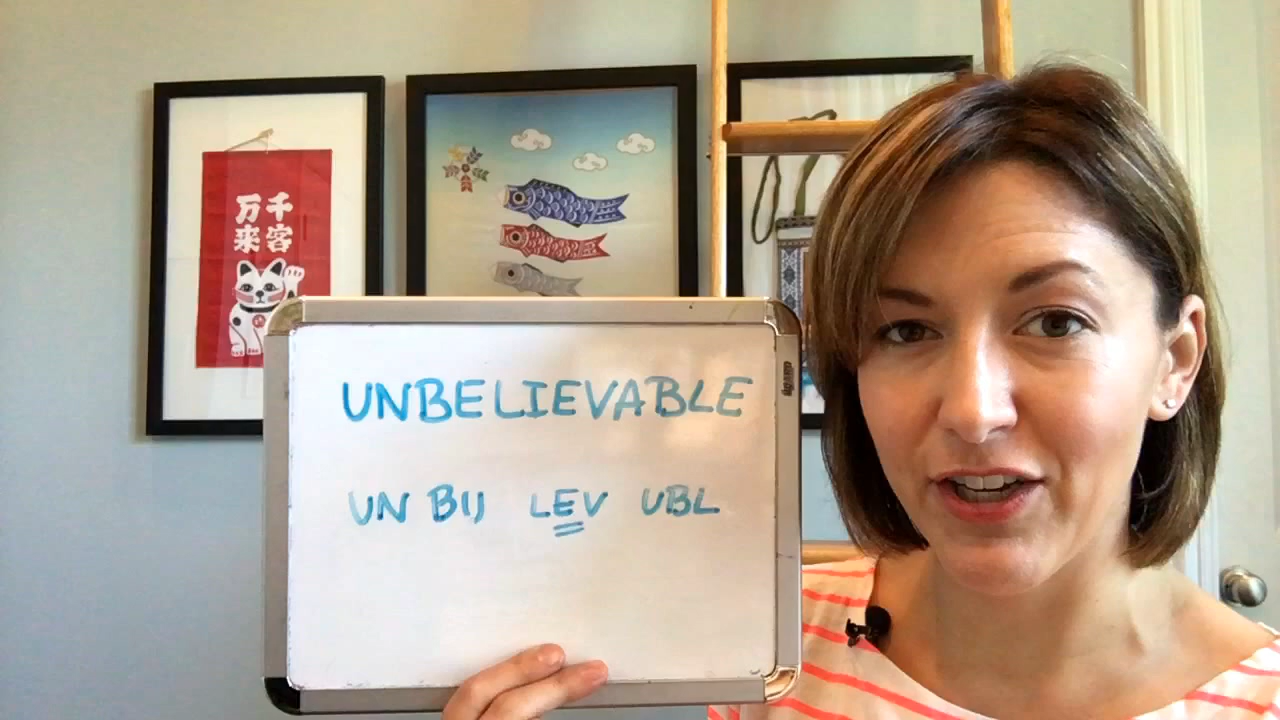 千客
万来
UNBELIEVABLE
UN BIJ LEV UBL